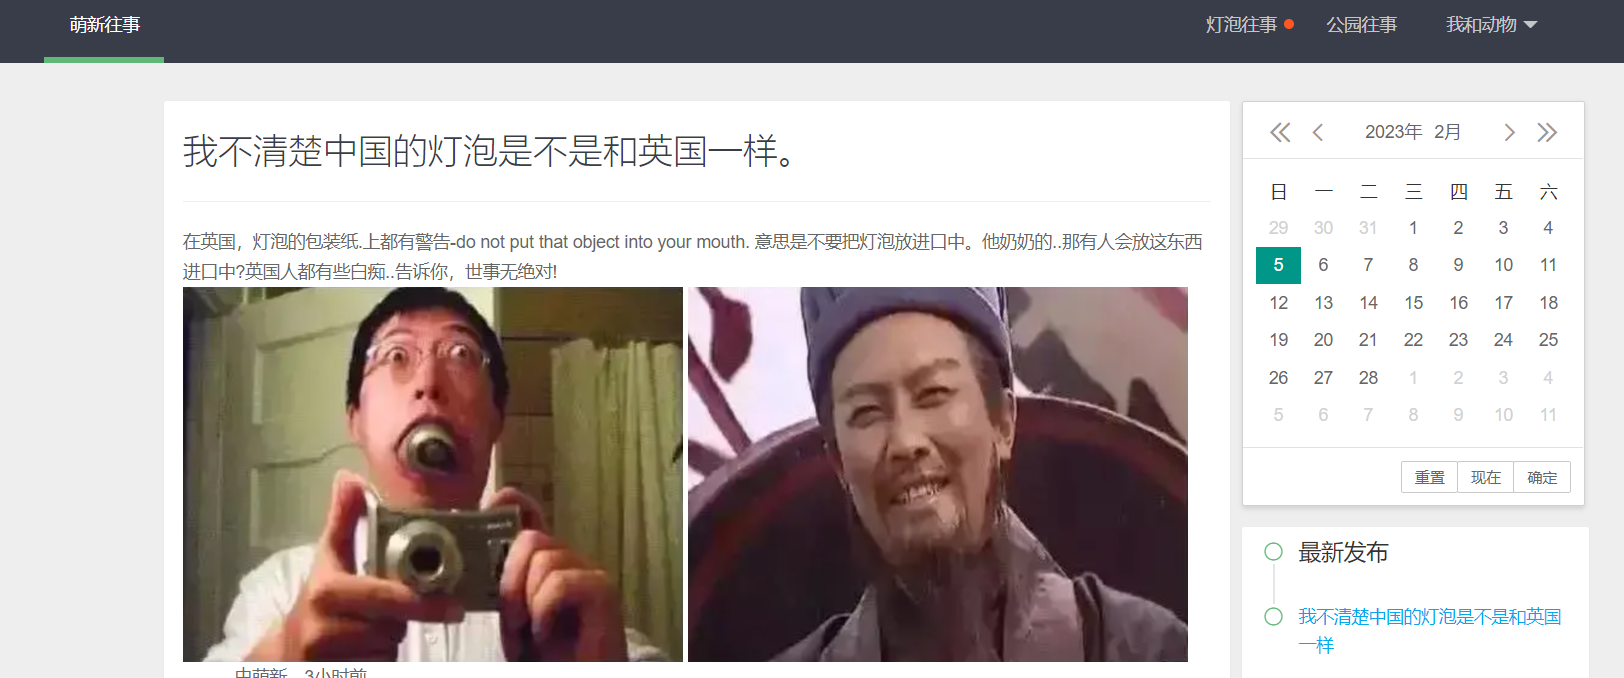 萌新往事
灯泡往事
公园往事
我和动物
我不清楚中国的灯泡是不是和英国一样。
在英国，灯泡的包装纸.上都有警告-do not put that object into your mouth. 意思是不要把灯泡放进口中。他奶奶的..那有人会放这东西
进口中?英国人都有些白痴..告诉你，世事无绝对!
3小时前
2023年 2月
日 一 二 三 四 五 六
29 30 31 1 2 3 4
5 6 7 8 9 10 11
12 13 14 15 16 17 18
19 20 21 22 23 24 25
26 27 28 1 2 3 4
5 6 7 8 9 10 11
重置 现在 确定
最新发布
我不清楚中国的灯泡是不是和英国
一样